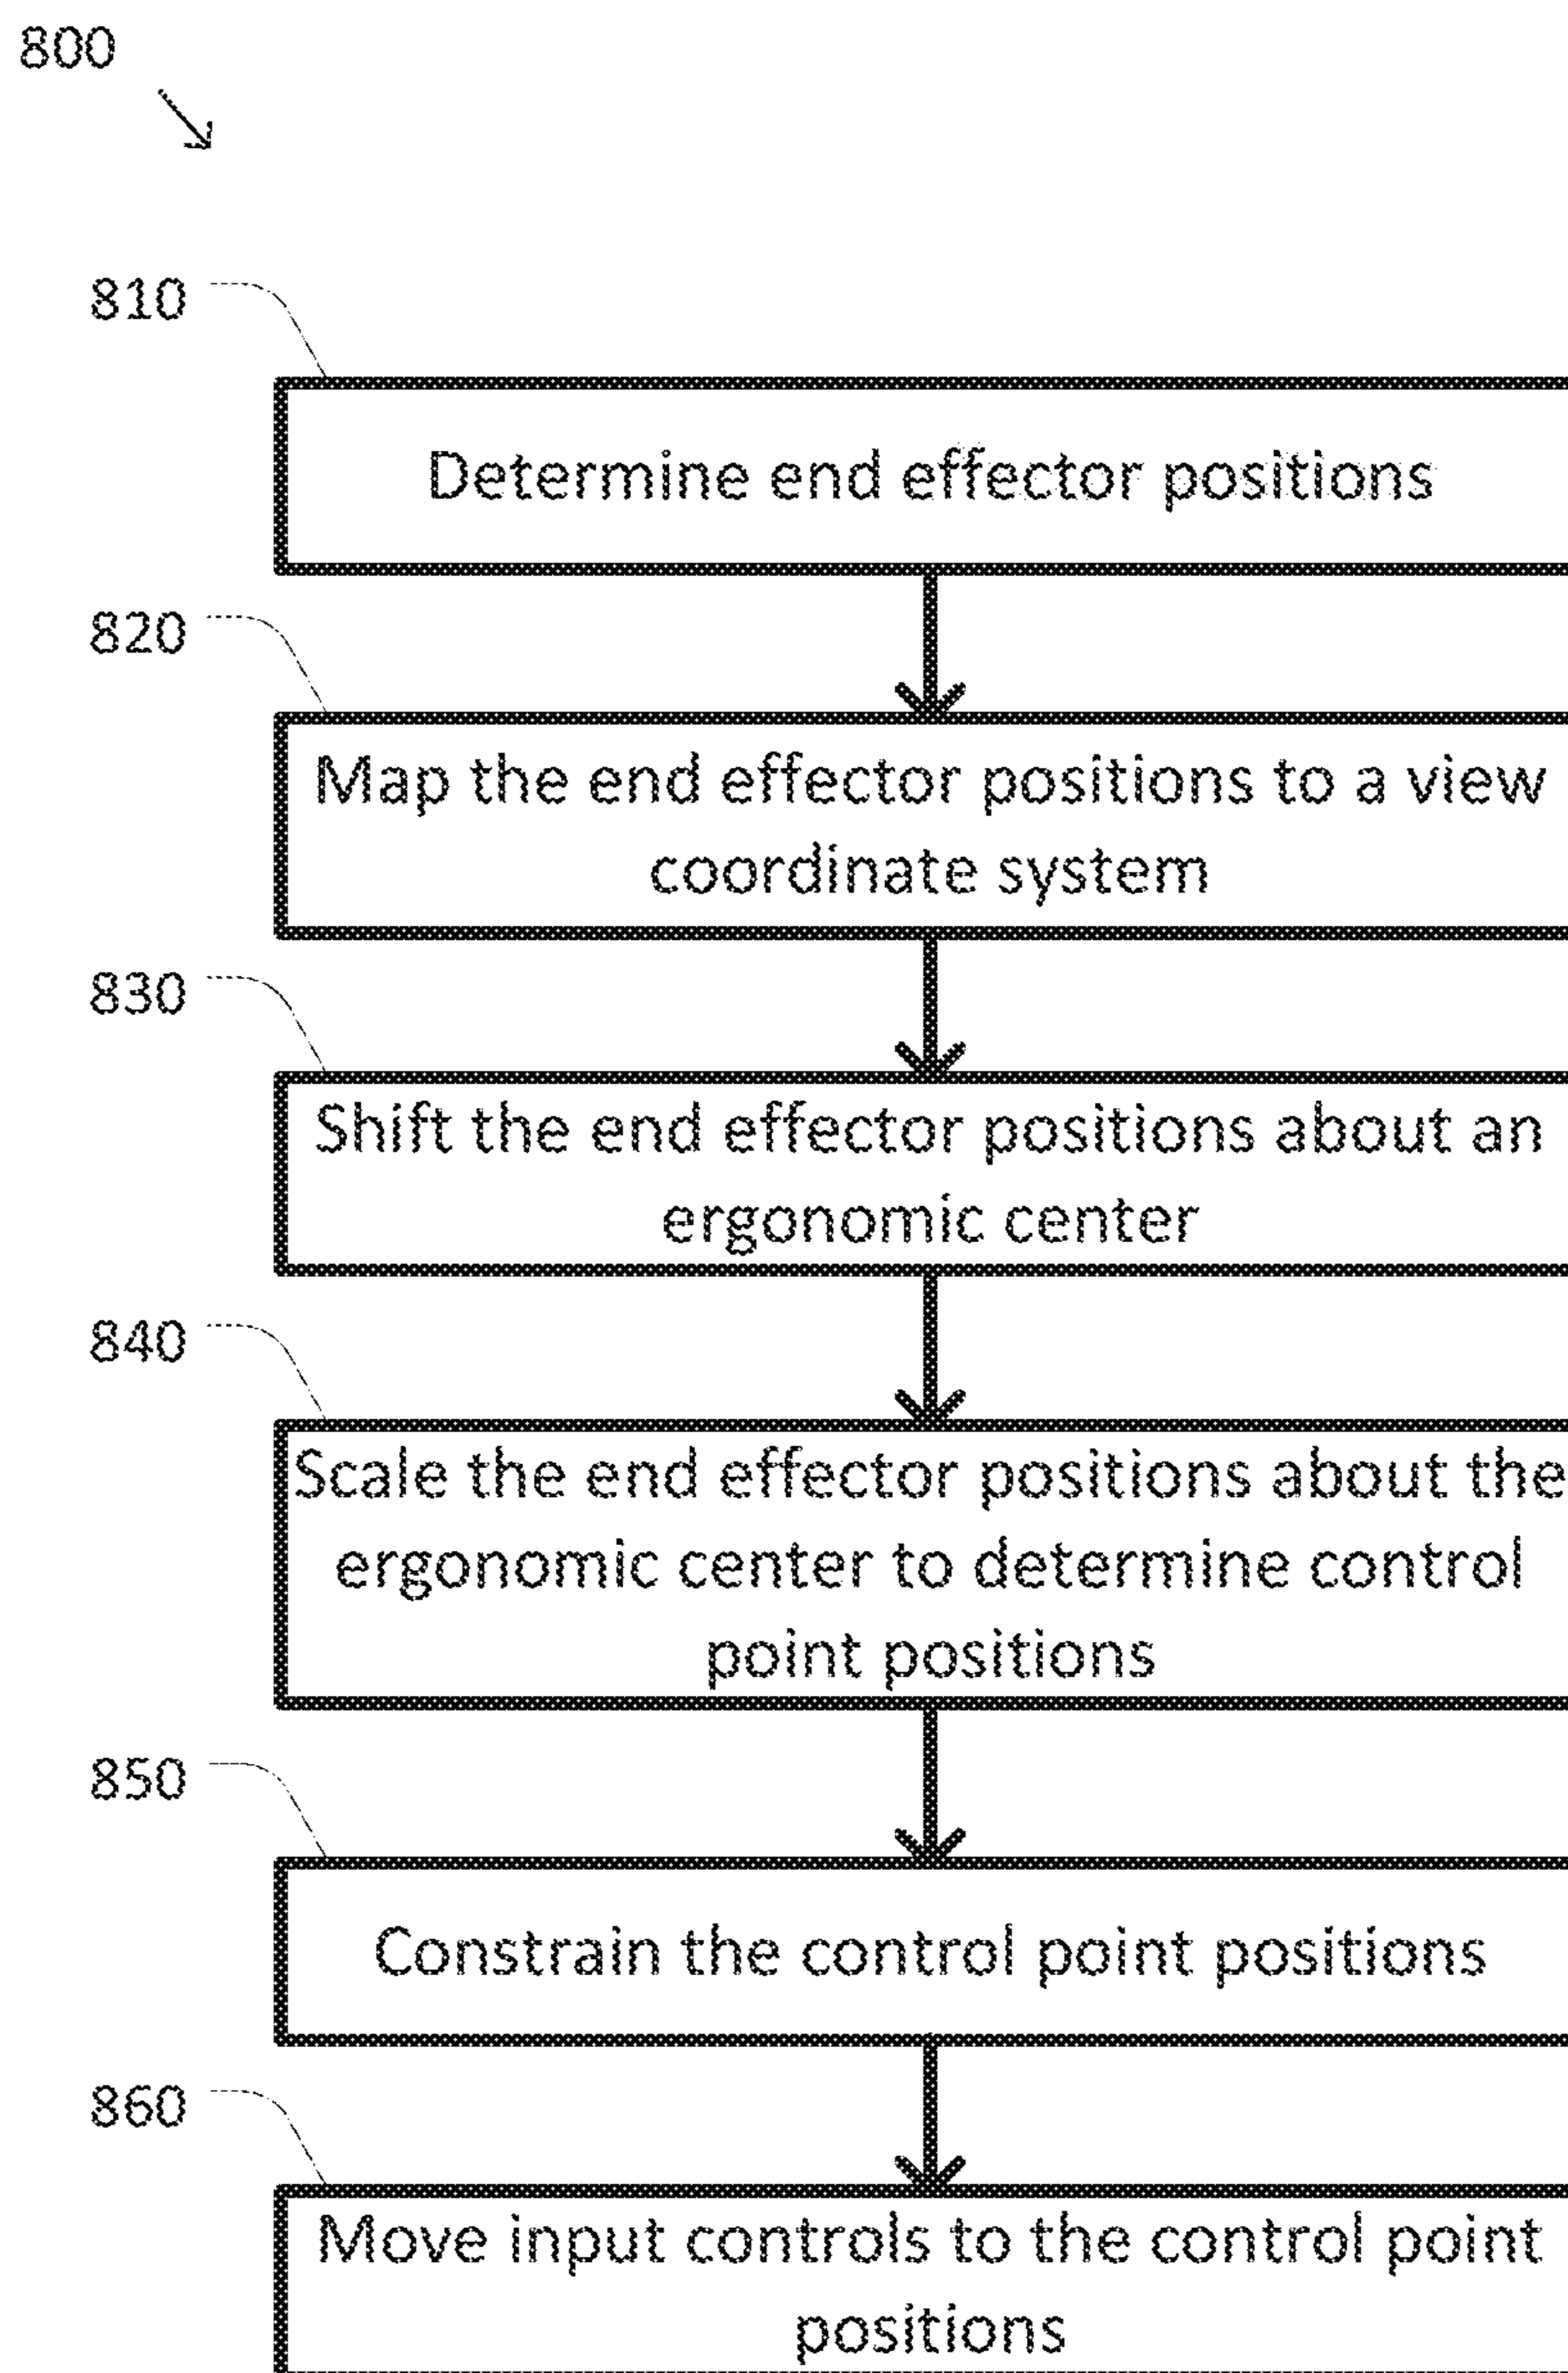 800
810
Determine end effector positions
820
Map the end effector positions to a view
coordinate system
830
Shift the end effector positions about an
ergonomic center
840
Scale the end effector positions about the
ergonomic center to determine control
point positions
850
Constrain the control point positions
860
Move input controls to the control point
positions